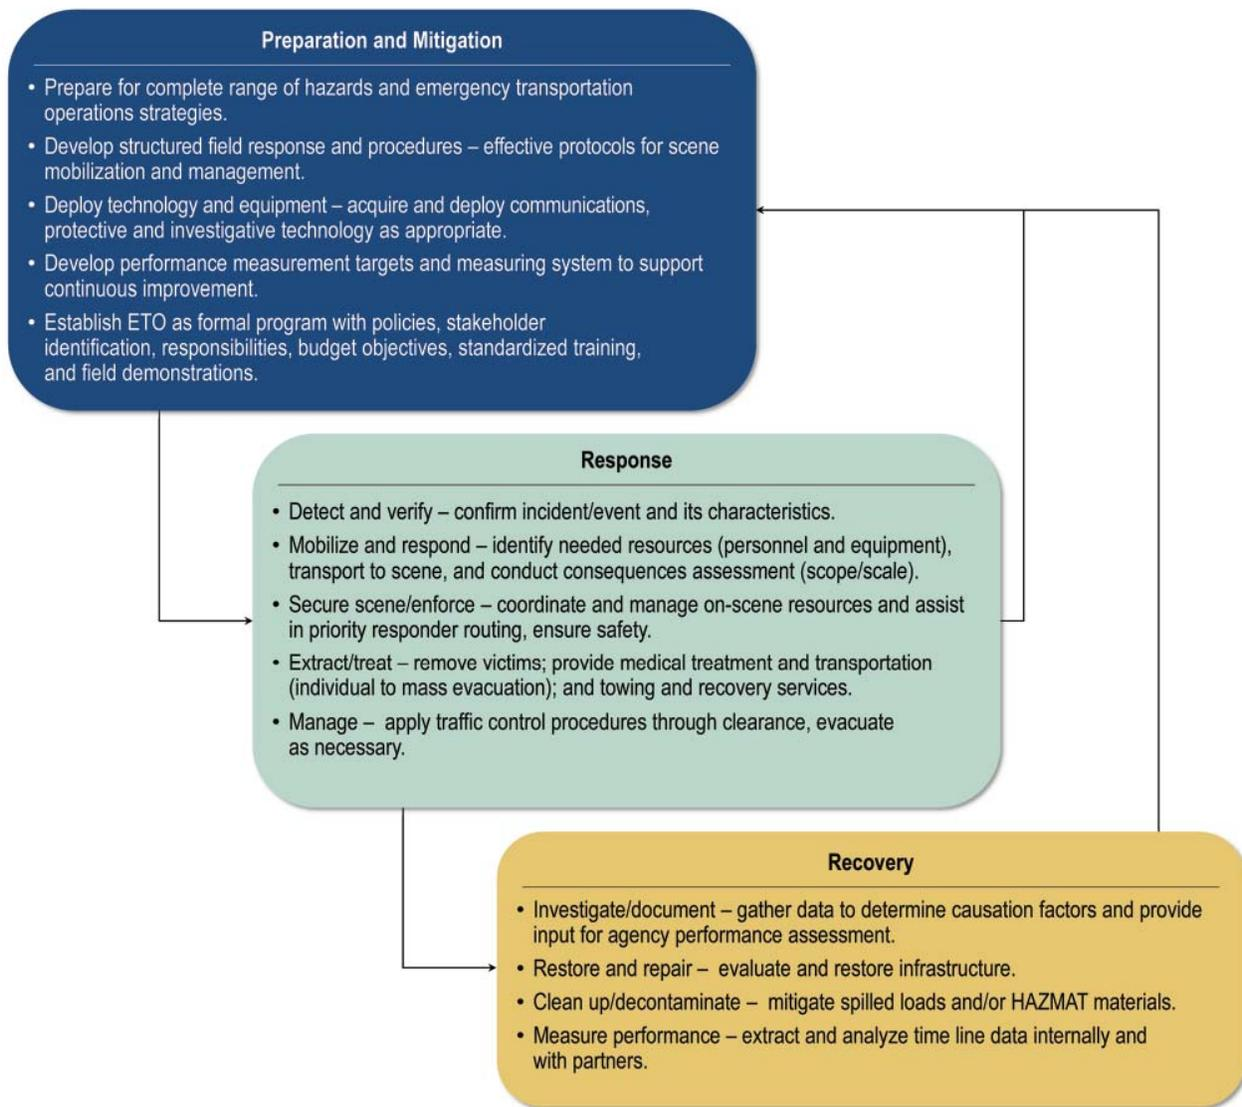 Preparation and Mitigation
• Prepare for complete range of hazards and emergency transportation
operations strategies.
• Develop structured field response and procedures – effective protocols for scene
mobilization and management.
• Deploy technology and equipment – acquire and deploy communications,
protective and investigative technology as appropriate.
• Develop performance measurement targets and measuring system to support
continuous improvement.
• Establish ETO as formal program with policies, stakeholder
identification, responsibilities, budget objectives, standardized training,
and field demonstrations.
Response
• Detect and verify – confirm incident/event and its characteristics.
• Mobilize and respond – identify needed resources (personnel and equipment),
transport to scene, and conduct consequences assessment (scope/scale).
• Secure scene/enforce – coordinate and manage on-scene resources and assist
in priority responder routing, ensure safety.
• Extract/treat – remove victims; provide medical treatment and transportation
(individual to mass evacuation); and towing and recovery services.
• Manage – apply traffic control procedures through clearance, evacuate
as necessary.
Recovery
• Investigate/document – gather data to determine causation factors and provide
input for agency performance assessment.
• Restore and repair – evaluate and restore infrastructure.
• Clean up/decontaminate – mitigate spilled loads and/or HAZMAT materials.
• Measure performance – extract and analyze time line data internally and
with partners.